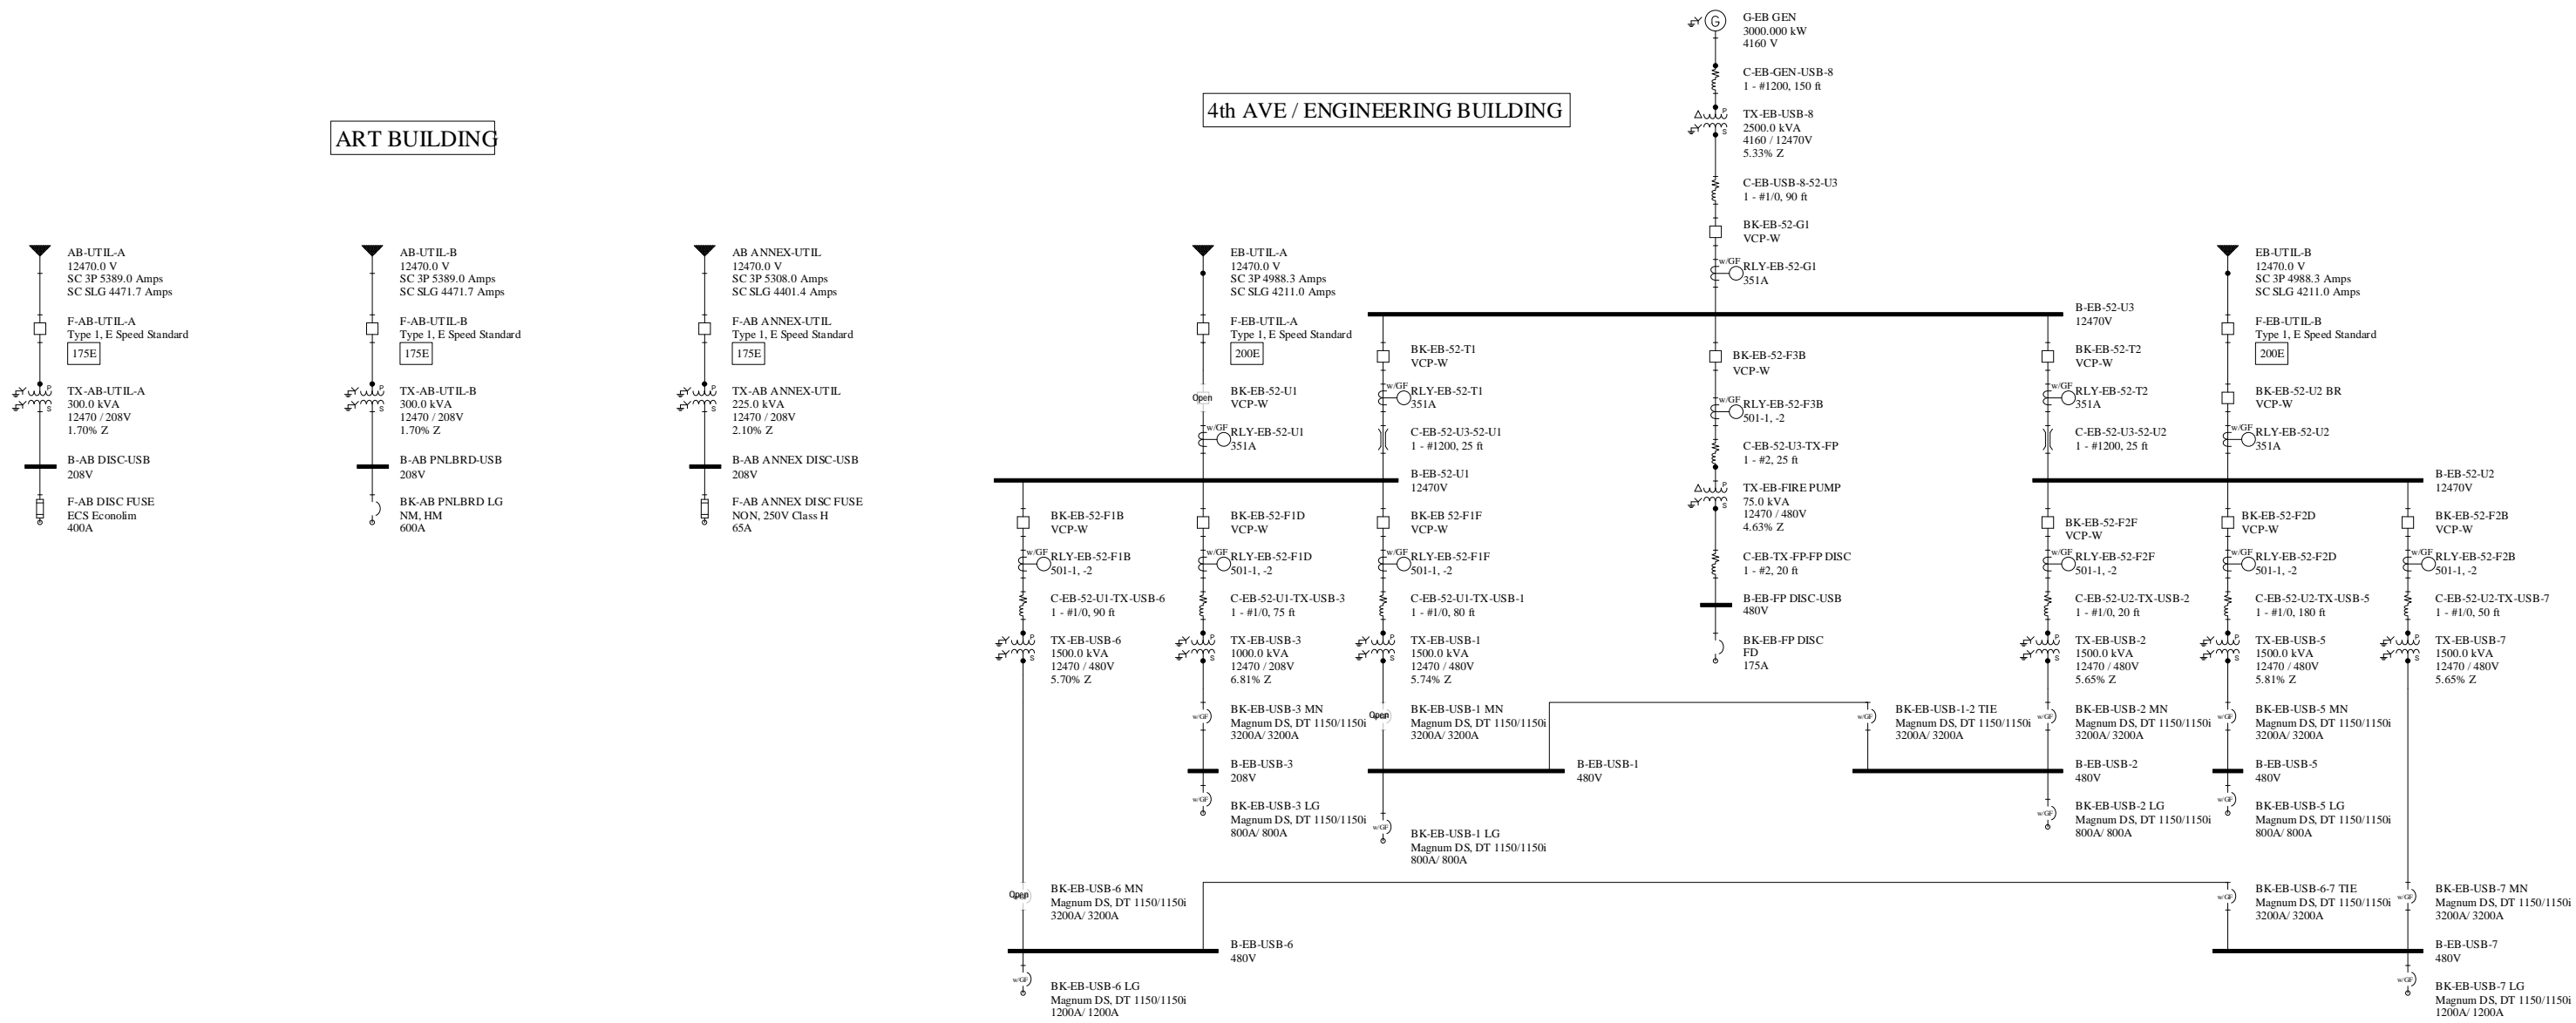 G-EB GEN
3000.000 kW
4160 V
G
C-EB-GEN-USB-8
1 - #1200, 150 ft
TX-EB-USB-8
2500.0 kVA
4160 / 12470V
5.33% Z
P
S
C-EB-USB-8-52-U3
1 - #1/0, 90 ft
BK-EB-52-G1
VCP-W
w/GF
RLY-EB-52-G1
351A
ART BUILDING
4th AVE / ENGINEERING BUILDING
AB-UTIL-A
12470.0 V
SC 3P 5389.0 Amps
SC SLG 4471.7 Amps
F-AB-UTIL-A
Type 1, E Speed Standard
175E
P
S
TX-AB-UTIL-A
300.0 kVA
12470 / 208V
1.70% Z
B-AB DISC-USB
208V
F-AB DISC FUSE
ECS Econolim
400A
AB-UTIL-B
12470.0 V
SC 3P 5389.0 Amps
SC SLG 4471.7 Amps
F-AB-UTIL-B
Type 1, E Speed Standard
175E
P
S
TX-AB-UTIL-B
300.0 kVA
12470 / 208V
1.70% Z
B-AB PNLBRD-USB
208V
BK-AB PNLBRD LG
NM, HM
600A
AB ANNEX-UTIL
12470.0 V
SC 3P 5308.0 Amps
SC SLG 4401.4 Amps
F-AB ANNEX-UTIL
Type 1, E Speed Standard
175E
P
S
TX-AB ANNEX-UTIL
225.0 kVA
12470 / 208V
2.10% Z
B-AB ANNEX DISC-USB
208V
F-AB ANNEX DISC FUSE
NON, 250V Class H
65A
EB-UTIL-A
12470.0 V
SC 3P 4988.3 Amps
SC SLG 4211.0 Amps
F-EB-UTIL-A
Type 1, E Speed Standard
200E
Open
BK-EB-52-U1
VCP-W
w/GF
RLY-EB-52-U1
351A
B-EB-52-U3
12470V
BK-EB-52-T1
VCP-W
w/GF
RLY-EB-52-T1
351A
C-EB-52-U3-52-U1
1 - #1200, 25 ft
B-EB-52-U1
12470V
BK-EB-52-F3B
VCP-W
w/GF
RLY-EB-52-F3B
501-1, -2
C-EB-52-U3-TX-FP
1 - #2, 25 ft
P
S
TX-EB-FIRE PUMP
75.0 kVA
12470 / 480V
4.63% Z
C-EB-TX-FP-FP DISC
1 - #2, 20 ft
B-EB-FP DISC-USB
480V
BK-EB-FP DISC
FD
175A
BK-EB-52-T2
VCP-W
w/GF
RLY-EB-52-T2
351A
C-EB-52-U3-52-U2
1 - #1200, 25 ft
EB-UTIL-B
12470.0 V
SC 3P 4988.3 Amps
SC SLG 4211.0 Amps
F-EB-UTIL-B
Type 1, E Speed Standard
200E
BK-EB-52-U2 BR
VCP-W
w/GF
RLY-EB-52-U2
351A
B-EB-52-U2
12470V
BK-EB-52-F1B
VCP-W
w/GF
RLY-EB-52-F1B
501-1, -2
C-EB-52-U1-TX-USB-6
1 - #1/0, 90 ft
P
S
TX-EB-USB-6
1500.0 kVA
12470 / 480V
5.70% Z
BK-EB-52-F1D
VCP-W
w/GF
RLY-EB-52-F1D
501-1, -2
C-EB-52-U1-TX-USB-3
1 - #1/0, 75 ft
P
S
TX-EB-USB-3
1000.0 kVA
12470 / 208V
6.81% Z
w/GF
BK-EB-USB-3 MN
Magnum DS, DT 1150/1150i
3200A/ 3200A
B-EB-USB-3
208V
w/GF
BK-EB-USB-3 LG
Magnum DS, DT 1150/1150i
800A/ 800A
BK-EB 52-F1F
VCP-W
w/GF
RLY-EB-52-F1F
501-1, -2
C-EB-52-U1-TX-USB-1
1 - #1/0, 80 ft
P
S
TX-EB-USB-1
1500.0 kVA
12470 / 480V
5.74% Z
Open
BK-EB-USB-1 MN
Magnum DS, DT 1150/1150i
3200A/ 3200A
B-EB-USB-1
480V
w/GF
BK-EB-USB-1 LG
Magnum DS, DT 1150/1150i
800A/ 800A
w/GF
BK-EB-USB-1-2 TIE
Magnum DS, DT 1150/1150i
3200A/ 3200A
BK-EB-52-F2F
VCP-W
w/GF
RLY-EB-52-F2F
501-1, -2
C-EB-52-U2-TX-USB-2
1 - #1/0, 20 ft
P
S
TX-EB-USB-2
1500.0 kVA
12470 / 480V
5.65% Z
w/GF
BK-EB-USB-2 MN
Magnum DS, DT 1150/1150i
3200A/ 3200A
B-EB-USB-2
480V
w/GF
BK-EB-USB-2 LG
Magnum DS, DT 1150/1150i
800A/ 800A
BK-EB-52-F2D
VCP-W
w/GF
RLY-EB-52-F2D
501-1, -2
C-EB-52-U2-TX-USB-5
1 - #1/0, 180 ft
P
S
TX-EB-USB-5
1500.0 kVA
12470 / 480V
5.81% Z
w/GF
BK-EB-USB-5 MN
Magnum DS, DT 1150/1150i
3200A/ 3200A
B-EB-USB-5
480V
w/GF
BK-EB-USB-5 LG
Magnum DS, DT 1150/1150i
800A/ 800A
BK-EB-52-F2B
VCP-W
w/GF
RLY-EB-52-F2B
501-1, -2
C-EB-52-U2-TX-USB-7
1 - #1/0, 50 ft
P
S
TX-EB-USB-7
1500.0 kVA
12470 / 480V
5.65% Z
Open
BK-EB-USB-6 MN
Magnum DS, DT 1150/1150i
3200A/ 3200A
B-EB-USB-6
480V
w/GF
BK-EB-USB-6 LG
Magnum DS, DT 1150/1150i
1200A/ 1200A
w/GF
BK-EB-USB-6-7 TIE
Magnum DS, DT 1150/1150i
3200A/ 3200A
w/GF
BK-EB-USB-7 MN
Magnum DS, DT 1150/1150i
3200A/ 3200A
B-EB-USB-7
480V
w/GF
BK-EB-USB-7 LG
Magnum DS, DT 1150/1150i
1200A/ 1200A